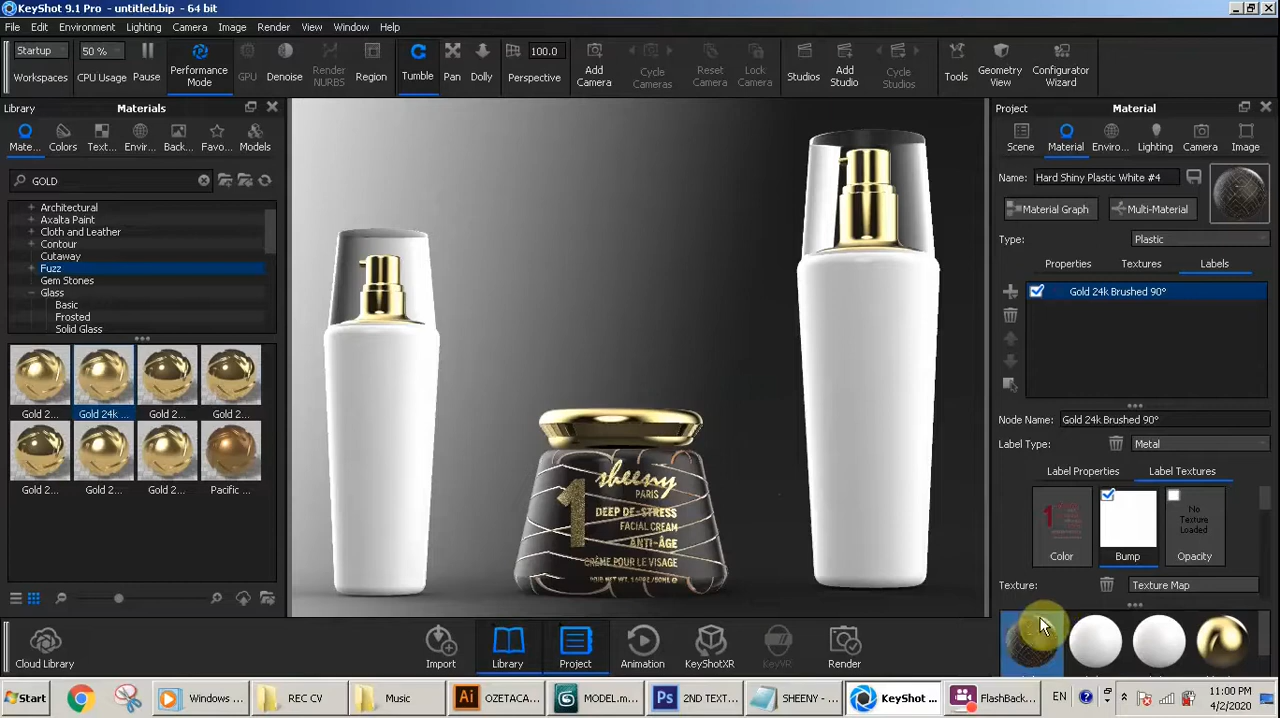 KeyShot 9.1 Pro - untitled.bip - 64 bit
File Edit Environment Lighting Camera Image Render View Window Help
Startup 50 % 100.0
Workspaces CPU Usage Pause Performance Mode GPU Denoise Render NURBS Region Tumble Pan Dolly Perspective Add Camera Cycle Cameras Reset Camera Lock Camera Studios Add Studio Cycle Studios Tools Geometry View Configurator Wizard
Library Materials
Mate... Colors Text... Envir... Back... Favo... Models
GOLD
Architectural
Axalta Paint
Cloth and Leather
Contour
Cutaway
Fuzz
Gem Stones
Glass
Basic
Frosted
Solid Glass
Gold 2... Gold 24k ... Gold 2... Gold 2...
Gold 2... Gold 2... Gold 2... Pacific ...
sheeny
PARIS
1
DEEP DE-STRESS
FACIAL CREAM
ANTI-ÂGE
CRÈME POUR LE VISAGE
Project Material
Scene Material Enviro... Lighting Camera Image
Name: Hard Shiny Plastic White #4
Material Graph Multi-Material
Type: Plastic
Properties Textures Labels
Gold 24k Brushed 90°
Node Name: Gold 24k Brushed 90°
Label Type: Metal
Label Properties Label Textures
No Texture Loaded
Color Bump Opacity
Texture: Texture Map
Cloud Library Import Library Project Animation KeyShotXR KeyVR Render
Start Windows ... REC CV Music OZETACA... MODEL.m... 2ND TEXT... SHEENY -... KeyShot ... FlashBack... EN 11:00 PM
4/2/2020